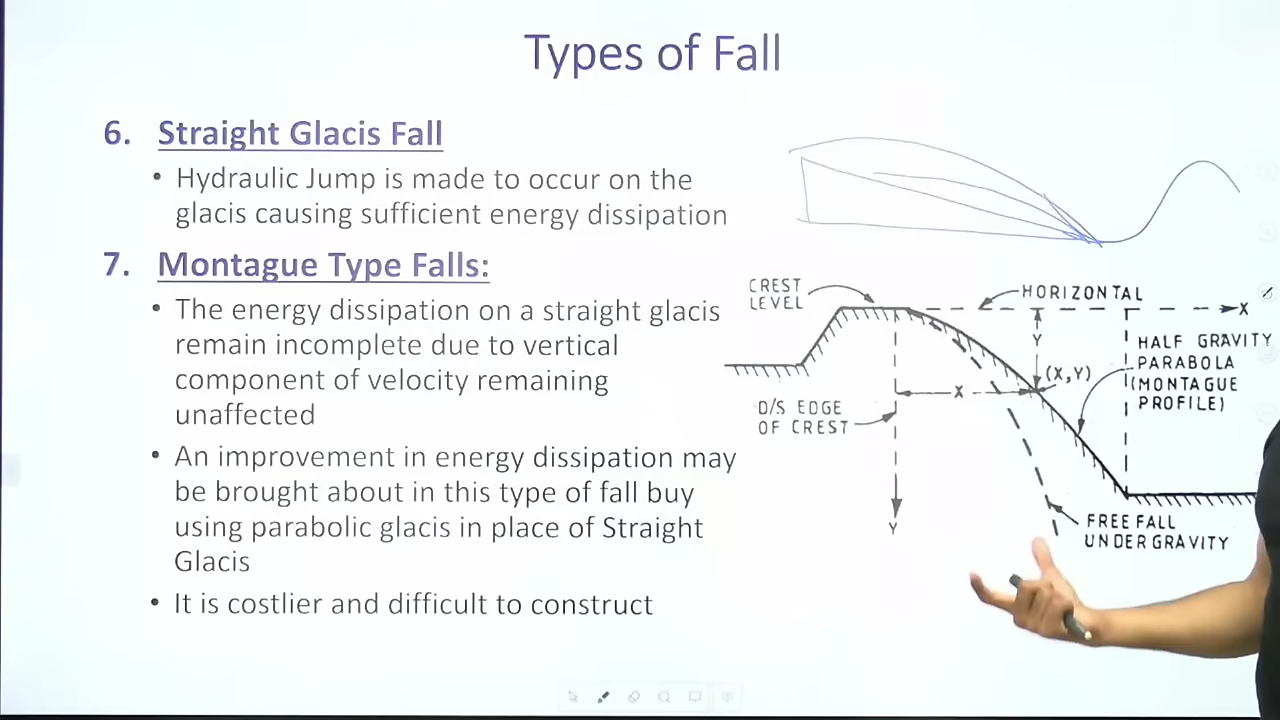 Types of Fall
6. Straight Glacis Fall
• Hydraulic Jump is made to occur on the
glacis causing sufficient energy dissipation
7. Montague Type Falls:
• The energy dissipation on a straight glacis
remain incomplete due to vertical
component of velocity remaining
unaffected
• An improvement in energy dissipation may
be brought about in this type of fall buy
using parabolic glacis in place of Straight
Glacis
• It is costlier and difficult to construct
CREST
LEVEL
HORIZONTAL
X
Y
HALF GRAVITY
PARABOLA
(MONTAGUE
PROFILE)
(X,Y)
X
D/S EDGE
OF CREST
Y
FREE FALL
UNDER GRAVITY